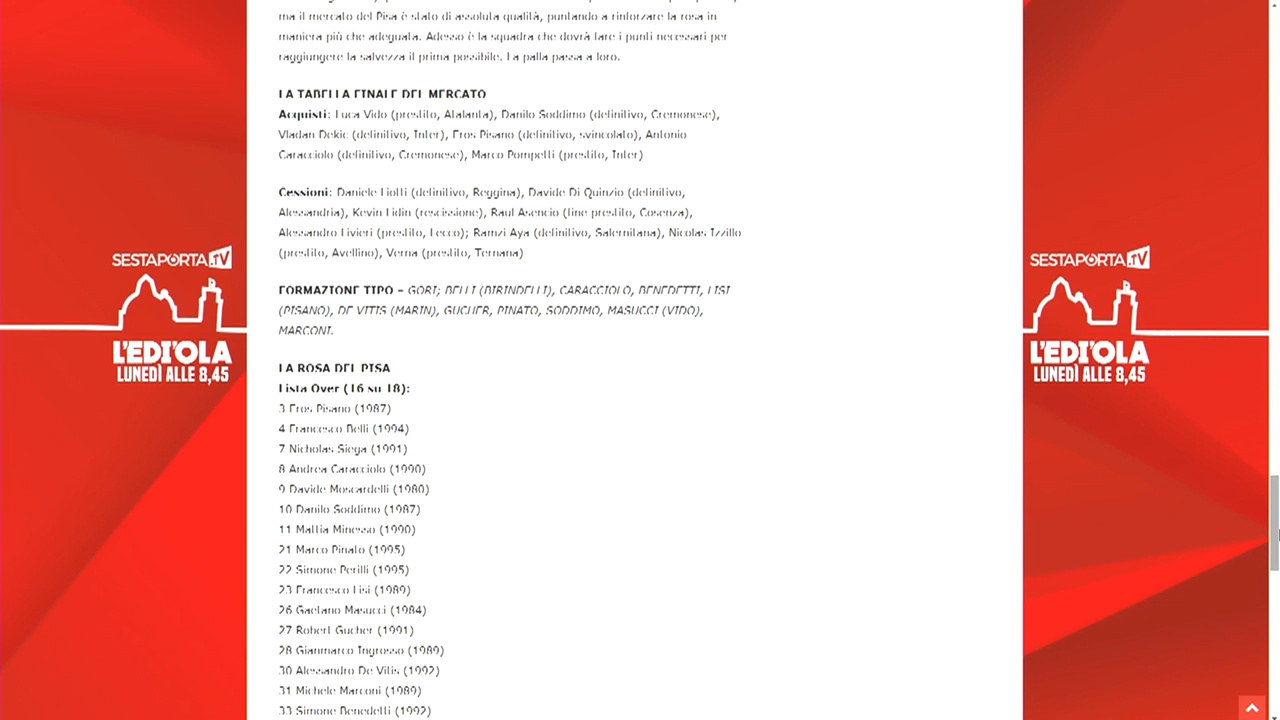 ma il mercato del Pisa è stato di assoluta qualità, puntando a rinforzare la rosa in
maniera più che adeguata. Adesso è la squadra che dovrà fare i punti necessari per
raggiungere la salvezza il prima possibile. La palla passa a loro.
LA TABELLA FINALE DEL MERCATO
Acquisti: Luca Vido (prestito, Atalanta), Danilo Soddimo (definitivo, Cremonese),
Vladan Dekic (definitivo, Inter), Eros Pisano (definitivo, svincolato), Antonio
Caracciolo (definitivo, Cremonese), Marco Pompetti (prestito, Inter)
Cessioni: Daniele Liotti (definitivo, Reggina), Davide Di Quinzio (definitivo,
Alessandria), Kevin Lidin (rescissione), Raul Asencio (fine prestito, Cosenza),
Alessandro Livieri (prestito, Lecco); Ramzi Aya (definitivo, Salernitana), Nicolas Izzillo
(prestito, Avellino), Verna (prestito, Ternana)
FORMAZIONE TIPO – GORI; BELLI (BIRINDELLI), CARACCIOLO, BENEDETTI, LISI
(PISANO), DE VITIS (MARIN), GUCHER, PINATO, SODDIMO, MASUCCI (VIDO),
MARCONI.
LA ROSA DEL PISA
Lista Over (16 su 18):
3 Eros Pisano (1987)
4 Francesco Belli (1994)
7 Nicholas Siega (1991)
8 Andrea Caracciolo (1990)
9 Davide Moscardelli (1980)
10 Danilo Soddimo (1987)
11 Mattia Minesso (1990)
21 Marco Pinato (1995)
22 Simone Perilli (1995)
23 Francesco Lisi (1989)
26 Gaetano Masucci (1984)
27 Robert Gucher (1991)
28 Gianmarco Ingrosso (1989)
30 Alessandro De Vitis (1992)
31 Michele Marconi (1989)
33 Simone Benedetti (1992)
SESTAPORTA.TV
L'EDI'OLA
LUNEDÌ ALLE 8,45
SESTAPORTA.TV
L'EDI'OLA
LUNEDÌ ALLE 8,45